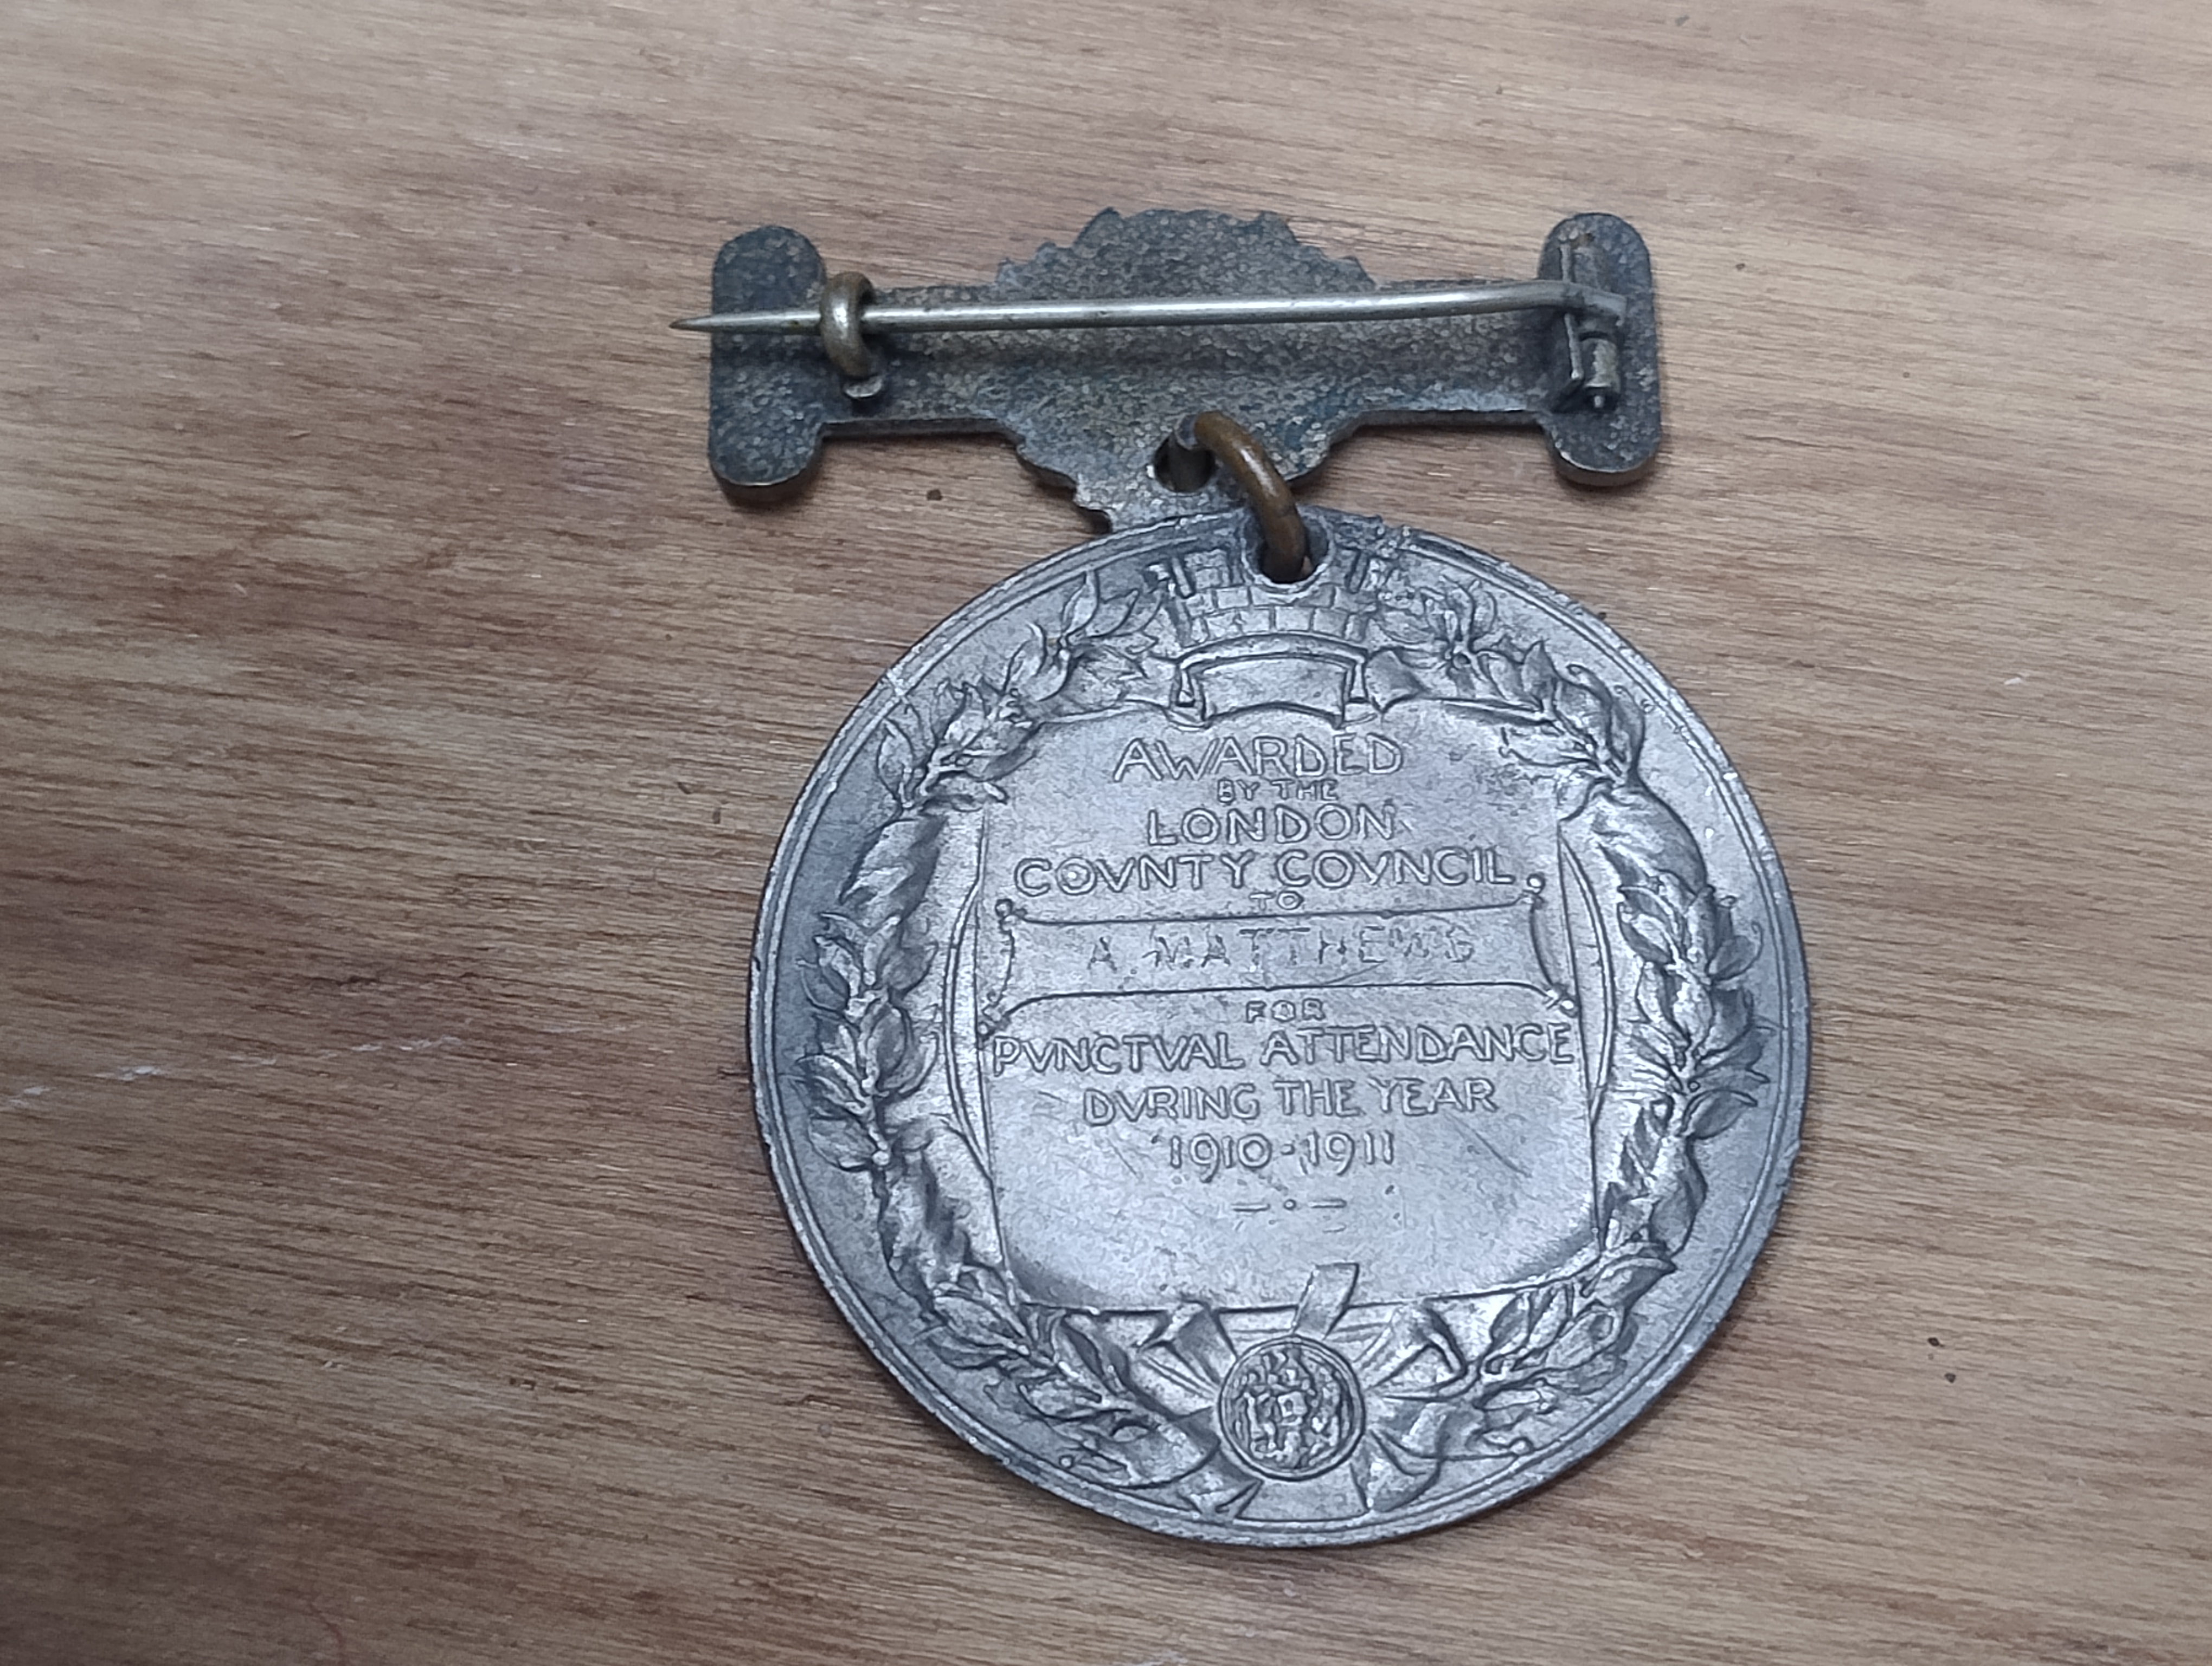 AWARDED
BY THE
LONDON
COVNTY COVNCIL
TO
A. MATTHEWS
FOR
PVNCTVAL ATTENDANCE
DVRING THE YEAR
1910-1911